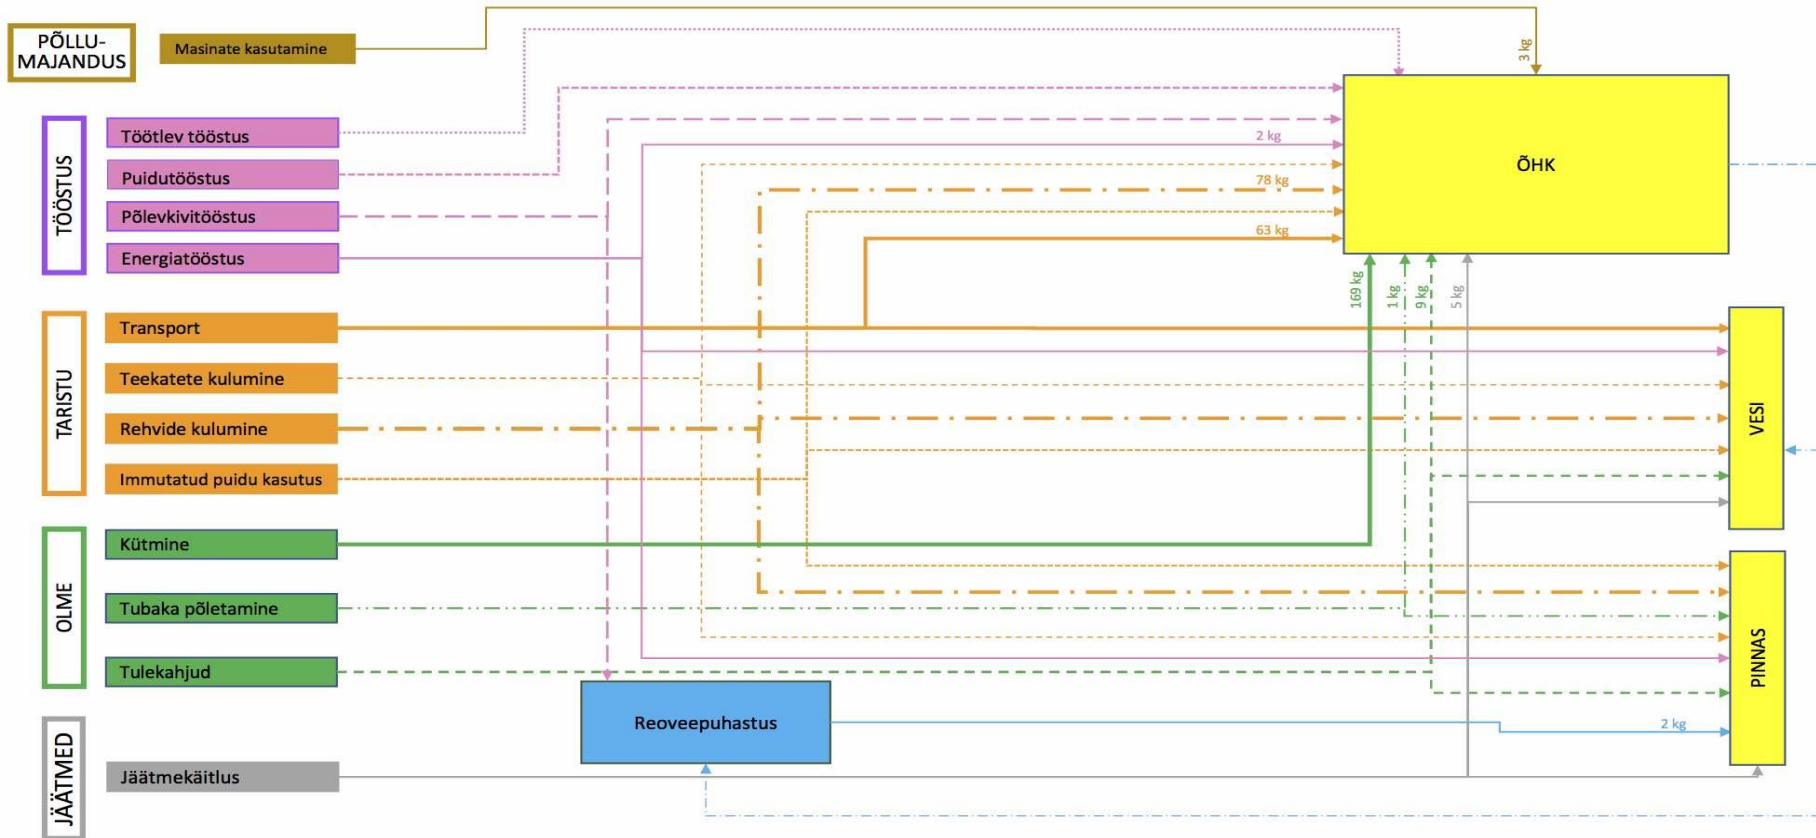 PÕLLU-
MAJANDUS
Masinate kasutamine
3 kg
TÖÖSTUS
Töötlev tööstus
Puidutööstus
Põlevkivitööstus
Energiatööstus
2 kg
78 kg
63 kg
ÕHK
169 kg
1 kg
9 kg
5 kg
TARISTU
Transport
Teekatete kulumine
Rehvide kulumine
Immutatud puidu kasutus
VESI
OLME
Kütmine
Tubaka põletamine
Tulekahjud
PINNAS
Reoveepuhastus
2 kg
JÄÄTMED
Jäätmekäitlus